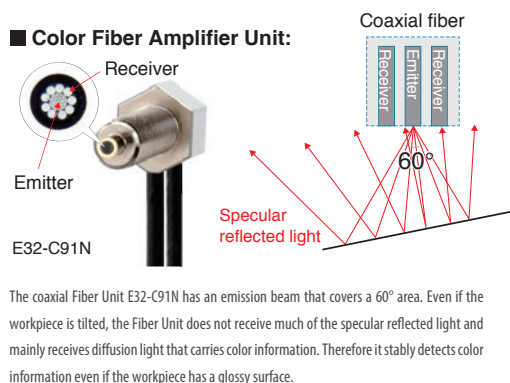 ■ Color Fiber Amplifier Unit:
Receiver
Emitter
E32-C91N
Coaxial fiber
Receiver
Emitter
Receiver
60°
Specular
reflected light
The coaxial Fiber Unit E32-C91N has an emission beam that covers a 60° area. Even if the
workpiece is tilted, the Fiber Unit does not receive much of the specular reflected light and
mainly receives diffusion light that carries color information. Therefore it stably detects color
information even if the workpiece has a glossy surface.